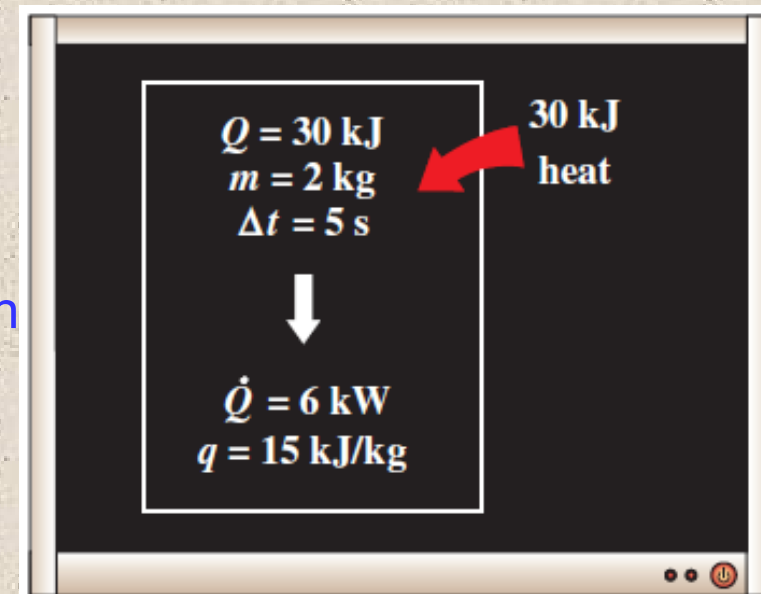 Q = 30 kJ
m = 2 kg
Δt = 5 s
Q̇ = 6 kW
q = 15 kJ/kg
30 kJ
heat
n